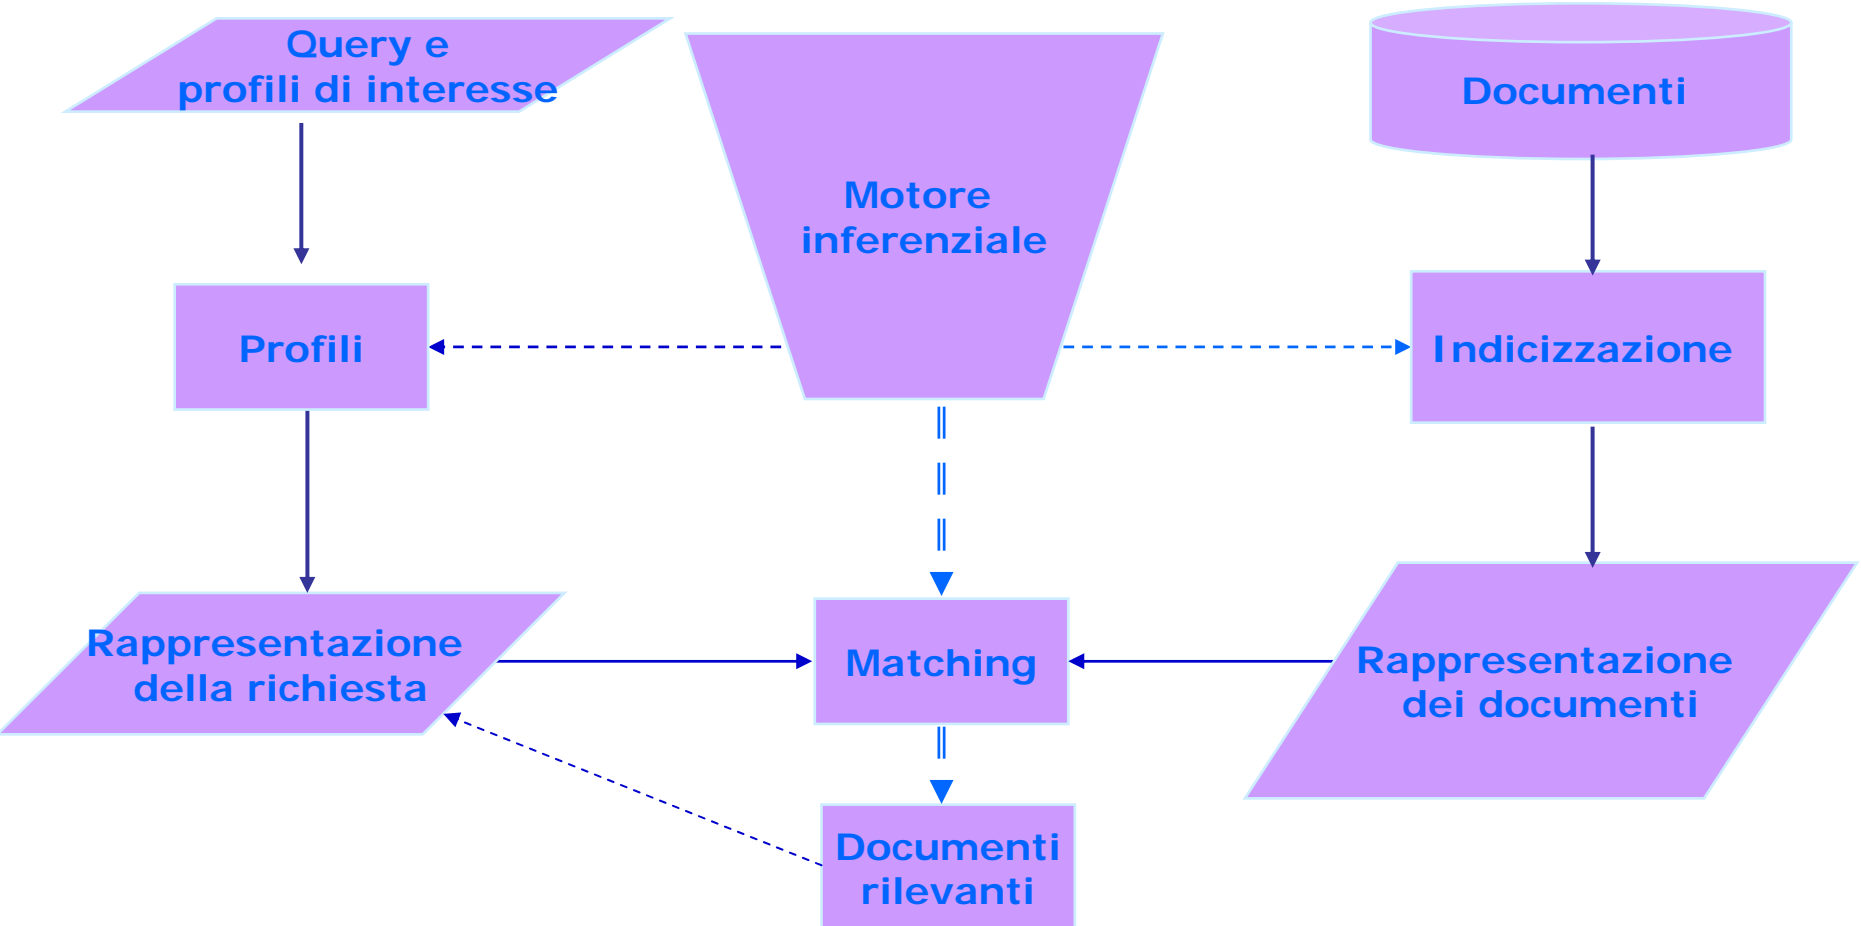 Query e
profili di interesse
Documenti
Motore
inferenziale
Profili
Indicizzazione
Rappresentazione
della richiesta
Matching
Rappresentazione
dei documenti
Documenti
rilevanti